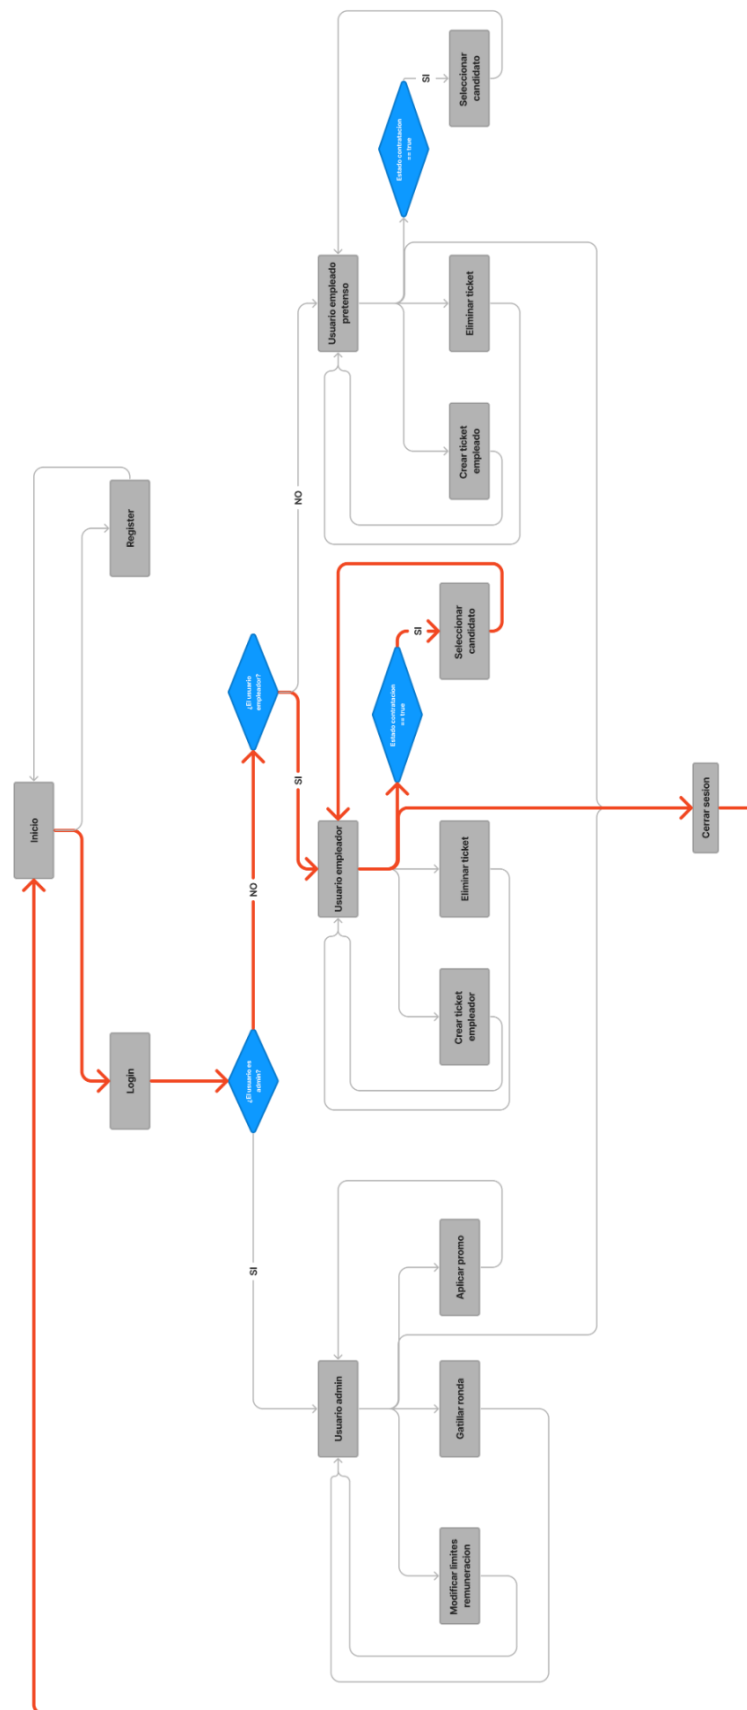 Inicio
Login
Register
¿El usuario es
admin?
SI
NO
¿El usuario
empleador?
SI
NO
Usuario admin
Modificar limites
remuneracion
Gatillar ronda
Aplicar promo
Usuario empleador
Crear ticket
empleador
Eliminar ticket
Estado contratacion
== true
SI
Seleccionar
candidato
Usuario empleado
pretenso
Crear ticket
empleado
Eliminar ticket
Estado contratacion
== true
SI
Seleccionar
candidato
Cerrar sesion